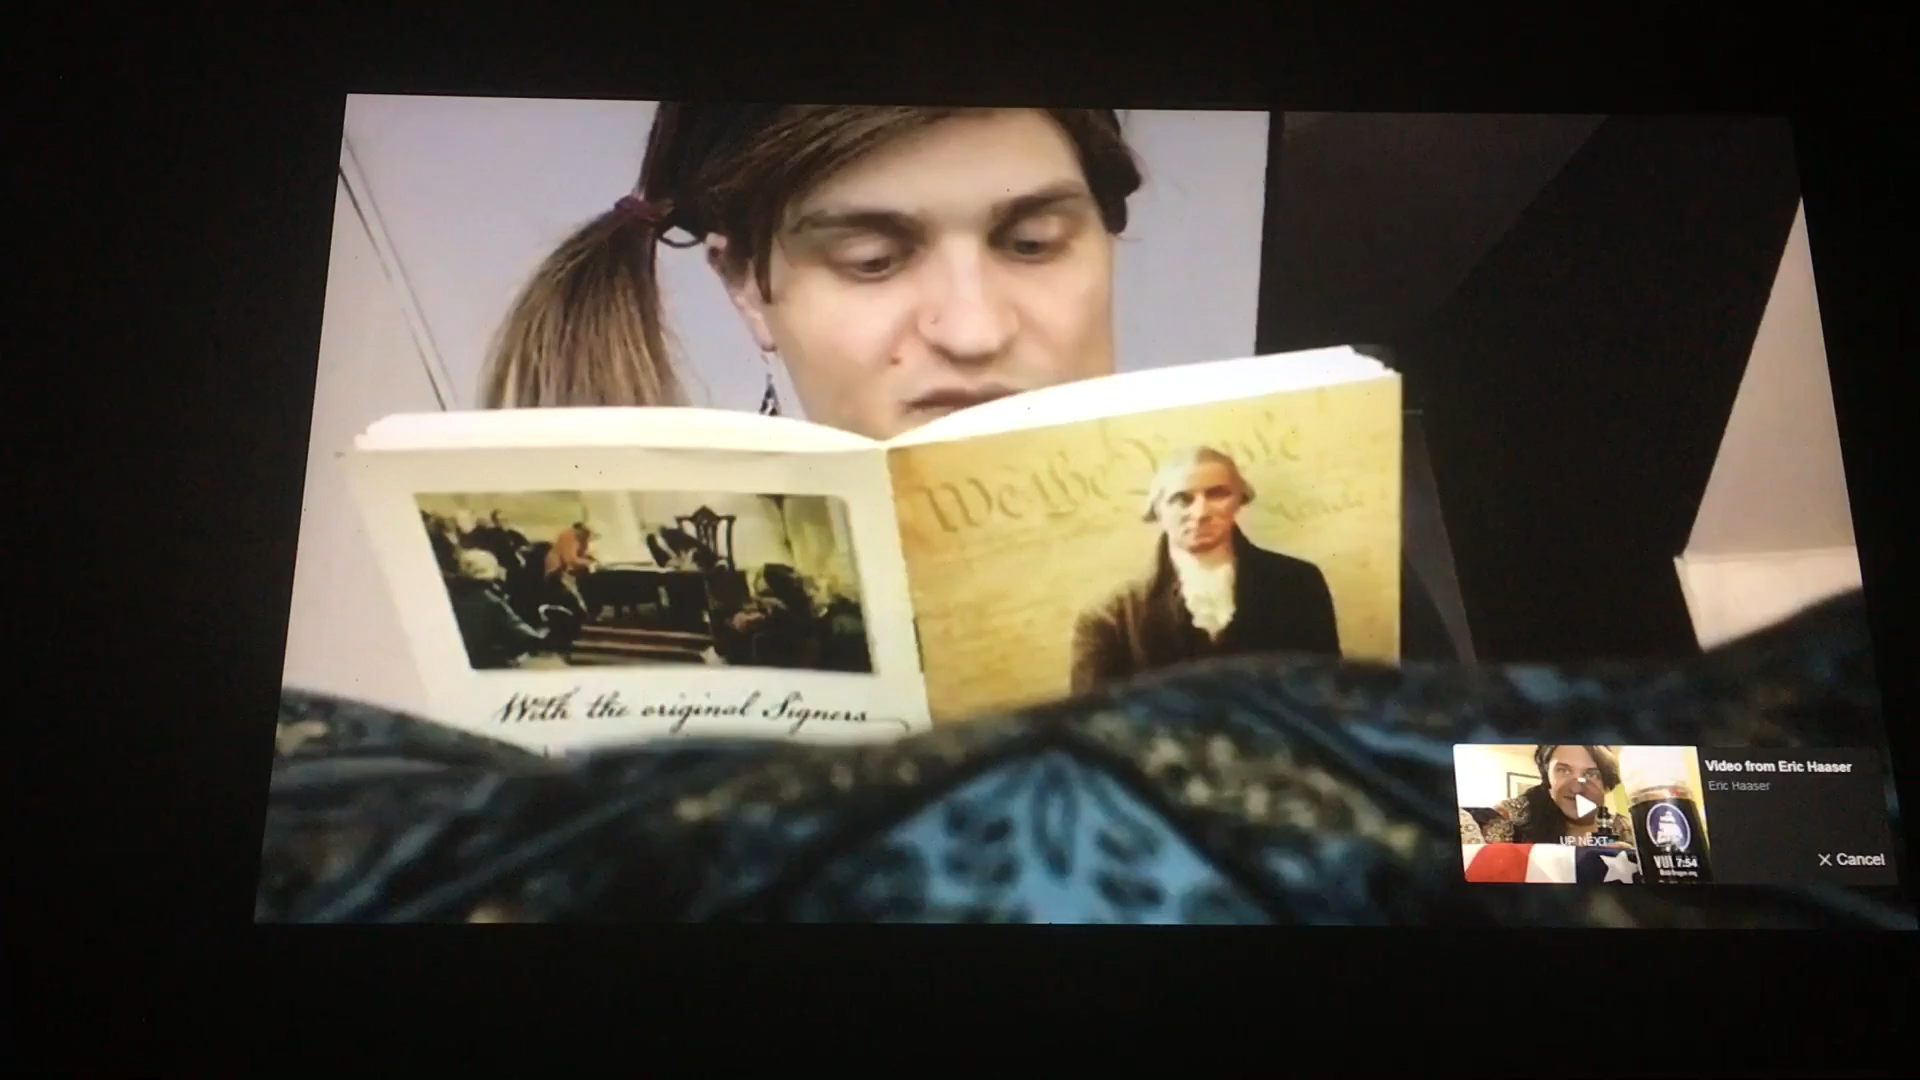 We the People
With the original Signers
Video from Eric Haaser
Eric Haaser
UP NEXT
7:54
X Cancel